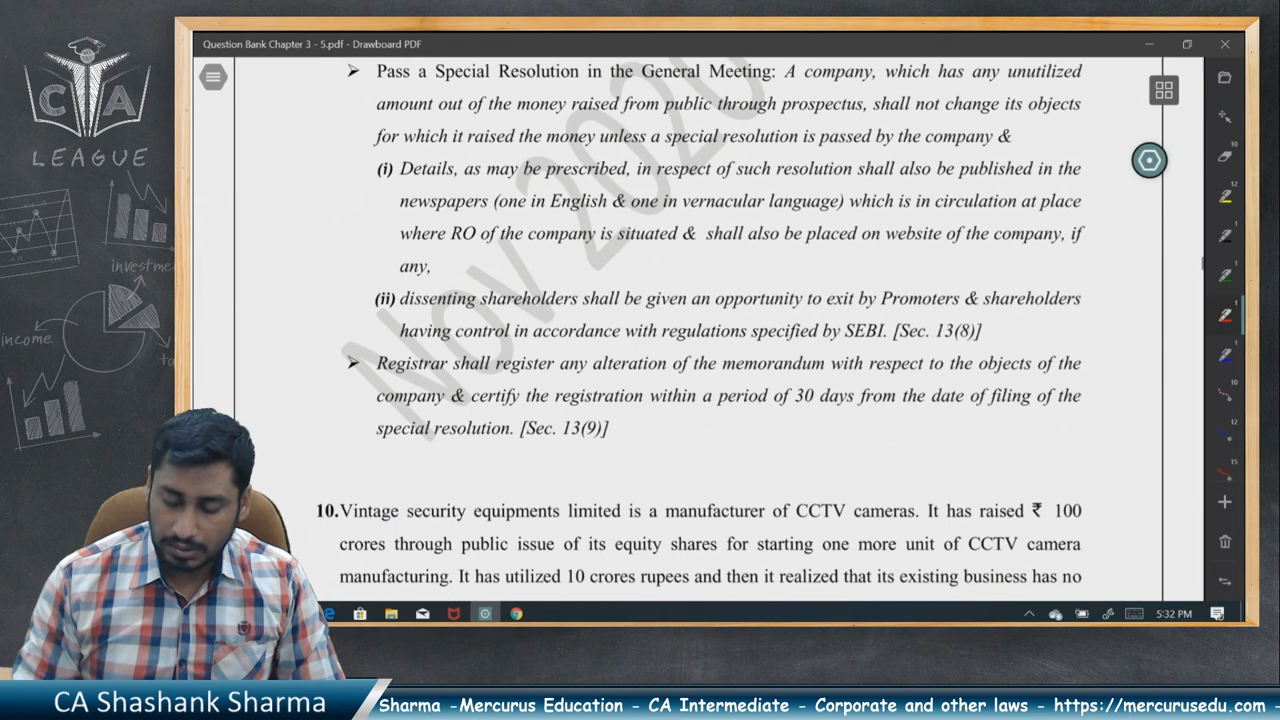 Question Bank Chapter 3 - 5.pdf - Drawboard PDF
CTA
LEAGUE
investme
income
➢ Pass a Special Resolution in the General Meeting: A company, which has any unutilized
amount out of the money raised from public through prospectus, shall not change its objects
for which it raised the money unless a special resolution is passed by the company &
(i) Details, as may be prescribed, in respect of such resolution shall also be published in the
newspapers (one in English & one in vernacular language) which is in circulation at place
where RO of the company is situated & shall also be placed on website of the company, if
any,
(ii) dissenting shareholders shall be given an opportunity to exit by Promoters & shareholders
having control in accordance with regulations specified by SEBI. [Sec. 13(8)]
➢ Registrar shall register any alteration of the memorandum with respect to the objects of the
company & certify the registration within a period of 30 days from the date of filing of the
special resolution. [Sec. 13(9)]
Nov 2020
10. Vintage security equipments limited is a manufacturer of CCTV cameras. It has raised ₹ 100
crores through public issue of its equity shares for starting one more unit of CCTV camera
manufacturing. It has utilized 10 crores rupees and then it realized that its existing business has no
10
12
1
1
1
1
10
12
15
5:32 PM
CA Shashank Sharma
Sharma -Mercurus Education - CA Intermediate - Corporate and other laws - https://mercurusedu.com -